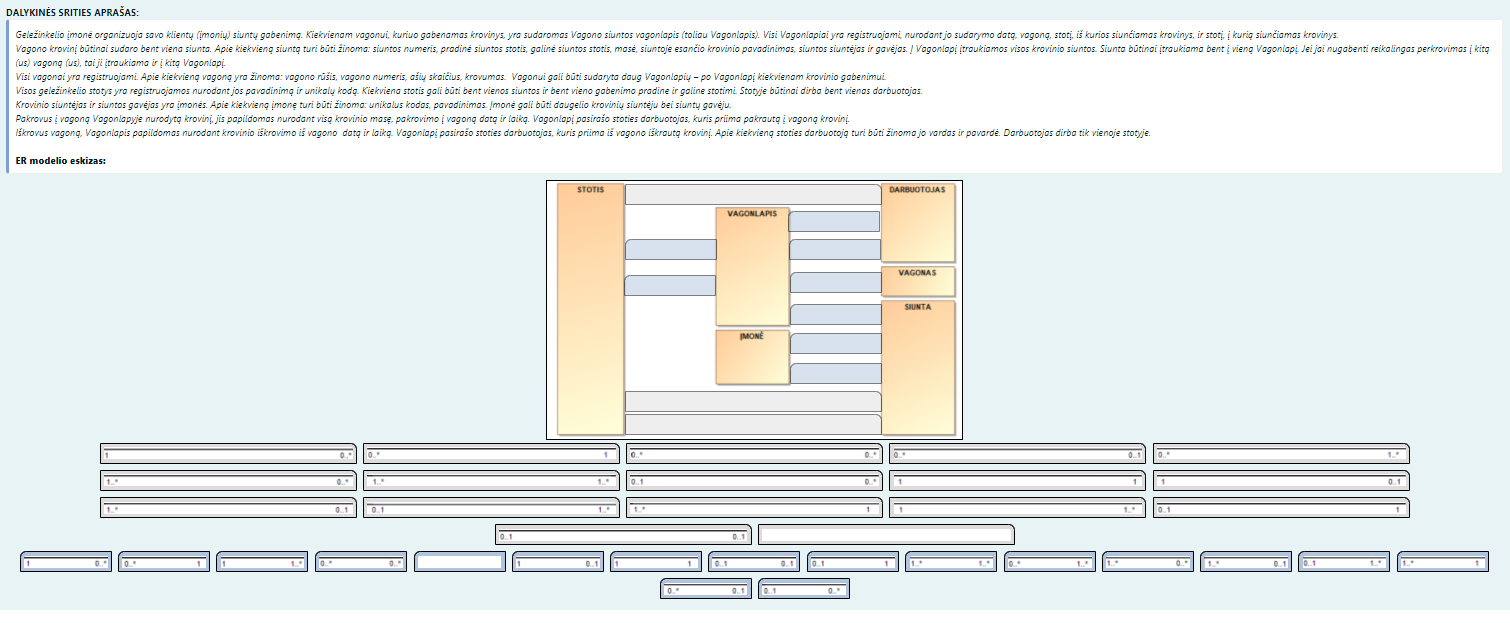 DALYKINĖS SRITIES APRAŠAS:
Geležinkelio įmonė organizuoja savo klientų (įmonių) siuntų gabenimą. Kiekvienam vagonui, kuriuo gabenamas krovinys, yra sudaromas Vagono siuntos vagonlapis (toliau Vagonlapis). Visi Vagonlapiai yra registruojami, nurodant jo sudarymo datą, vagoną, stotį, iš kurios siunčiamas krovinys, ir stotį, į kurią siunčiamas krovinys.
Vagono krovinį būtinai sudaro bent viena siunta. Apie kiekvieną siuntą turi būti žinoma: siuntos numeris, pradinė siuntos stotis, galinė siuntos stotis, masė, siuntoje esančio krovinio pavadinimas, siuntos siuntėjas ir gavėjas. Į Vagonlapį įtraukiamos visos krovinio siuntos. Siunta būtinai įtraukiama bent į vieną Vagonlapį. Jei jai nugabenti reikalingas perkrovimas į kitą
(us) vagoną (us), tai ji įtraukiama ir į kitą Vagonlapį.
Visi vagonai yra registruojami. Apie kiekvieną vagoną yra žinoma: vagono rūšis, vagono numeris, ašių skaičius, krovumas. Vagonui gali būti sudaryta daug Vagonlapių – po Vagonlapį kiekvienam krovinio gabenimui.
Visos geležinkelio stotys yra registruojamos nurodant jos pavadinimą ir unikalų kodą. Kiekviena stotis gali būti bent vienos siuntos ir bent vieno gabenimo pradine ir galine stotimi. Stotyje būtinai dirba bent vienas darbuotojas.
Krovinio siuntėjas ir siuntos gavėjas yra įmonės. Apie kiekvieną įmonę turi būti žinoma: unikalus kodas, pavadinimas. Įmonė gali būti daugelio krovinių siuntėju bei siuntų gavėju.
Pakrovus į vagoną Vagonlapyje nurodytą krovinį, jis papildomas nurodant visą krovinio masę, pakrovimo į vagoną datą ir laiką. Vagonlapį pasirašo stoties darbuotojas, kuris priima pakrautą į vagoną krovinį.
Iškrovus vagoną, Vagonlapis papildomas nurodant krovinio iškrovimo iš vagono datą ir laiką. Vagonlapį pasirašo stoties darbuotojas, kuris priima iš vagono iškrautą krovinį. Apie kiekvieną stoties darbuotoją turi būti žinoma jo vardas ir pavardė. Darbuotojas dirba tik vienoje stotyje.
ER modelio eskizas:
STOTIS DARBUOTOJAS
VAGONLAPIS
VAGONAS
SIUNTA
ĮMONĖ
1 0..* 0..* 1 0..* 0..* 0..* 0..1 0..* 1..*
1..* 0..* 1..* 1..* 0..1 0..* 1 1 1 0..1
1..* 0..1 0..1 1..* 1..* 1 1 1..* 0..1 1
0..1 0..1
1 0..* 0..* 1 1 1..* 0..* 0..* 1 0..1 1 1 0..1 0..1 0..1 1 1..* 1..* 0..* 1..* 1..* 0..* 1..* 0..1 0..1 1..* 1..* 1
0..* 0..1 0..1 0..*